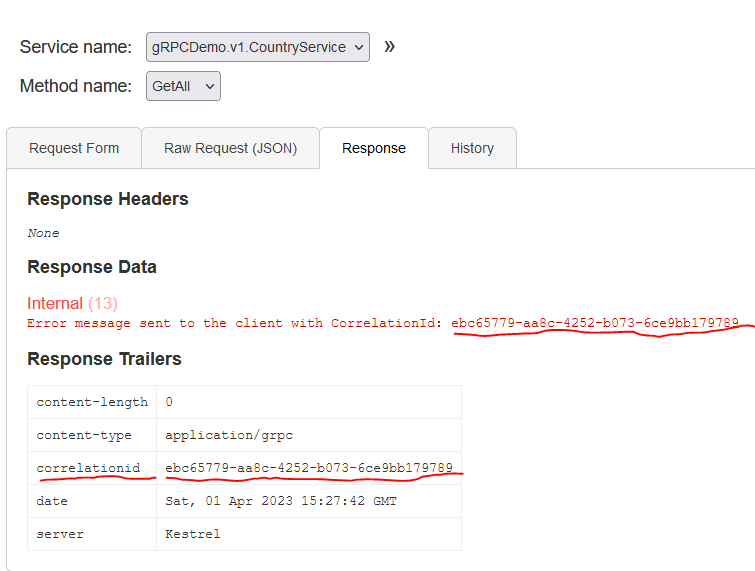 Service name: gRPCDemo.v1.CountryService »
Method name: GetAll
Request Form Raw Request (JSON) Response History
Response Headers
None
Response Data
Internal (13)
Error message sent to the client with CorrelationId: ebc65779-aa8c-4252-b073-6ce9bb179789
Response Trailers
content-length 0
content-type application/grpc
correlationid ebc65779-aa8c-4252-b073-6ce9bb179789
date Sat, 01 Apr 2023 15:27:42 GMT
server Kestrel